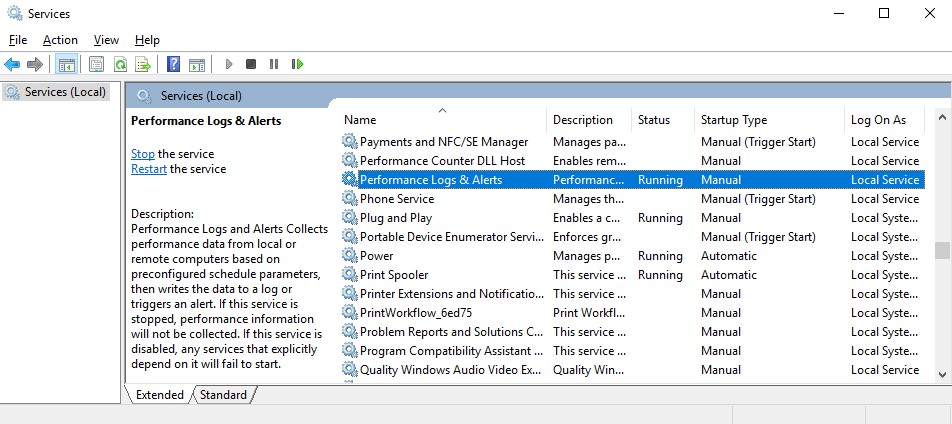 Services
File Action View Help
Services (Local)
Services (Local)
Performance Logs & Alerts
Stop the service
Restart the service
Description:
Performance Logs and Alerts Collects
performance data from local or
remote computers based on
preconfigured schedule parameters,
then writes the data to a log or
triggers an alert. If this service is
stopped, performance information
will not be collected. If this service is
disabled, any services that explicitly
depend on it will fail to start.
Name Description Status Startup Type Log On As
Payments and NFC/SE Manager Manages pa... Manual (Trigger Start) Local Service
Performance Counter DLL Host Enables rem... Manual Local Service
Performance Logs & Alerts Performanc... Running Manual Local Service
Phone Service Manages th... Manual (Trigger Start) Local Service
Plug and Play Enables a c... Running Manual Local Syste...
Portable Device Enumerator Servi... Enforces gr... Manual (Trigger Start) Local Syste...
Power Manages p... Running Automatic Local Syste...
Print Spooler This service ... Running Automatic Local Syste...
Printer Extensions and Notificatio... This service ... Manual Local Syste...
PrintWorkflow_6ed75 Print Workfl... Manual Local Syste...
Problem Reports and Solutions C... This service ... Manual Local Syste...
Program Compatibility Assistant ... This service ... Manual Local Syste...
Quality Windows Audio Video Ex... Quality Win... Manual Local Service
Extended Standard